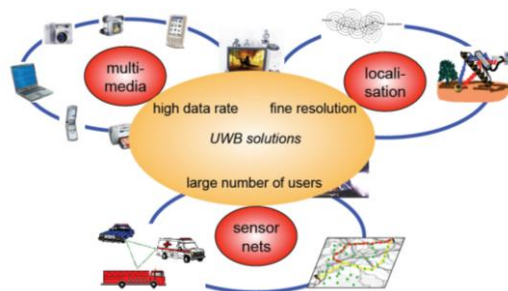 multi-
media
locali-
sation
high data rate
fine resolution
UWB solutions
large number of users
sensor
nets